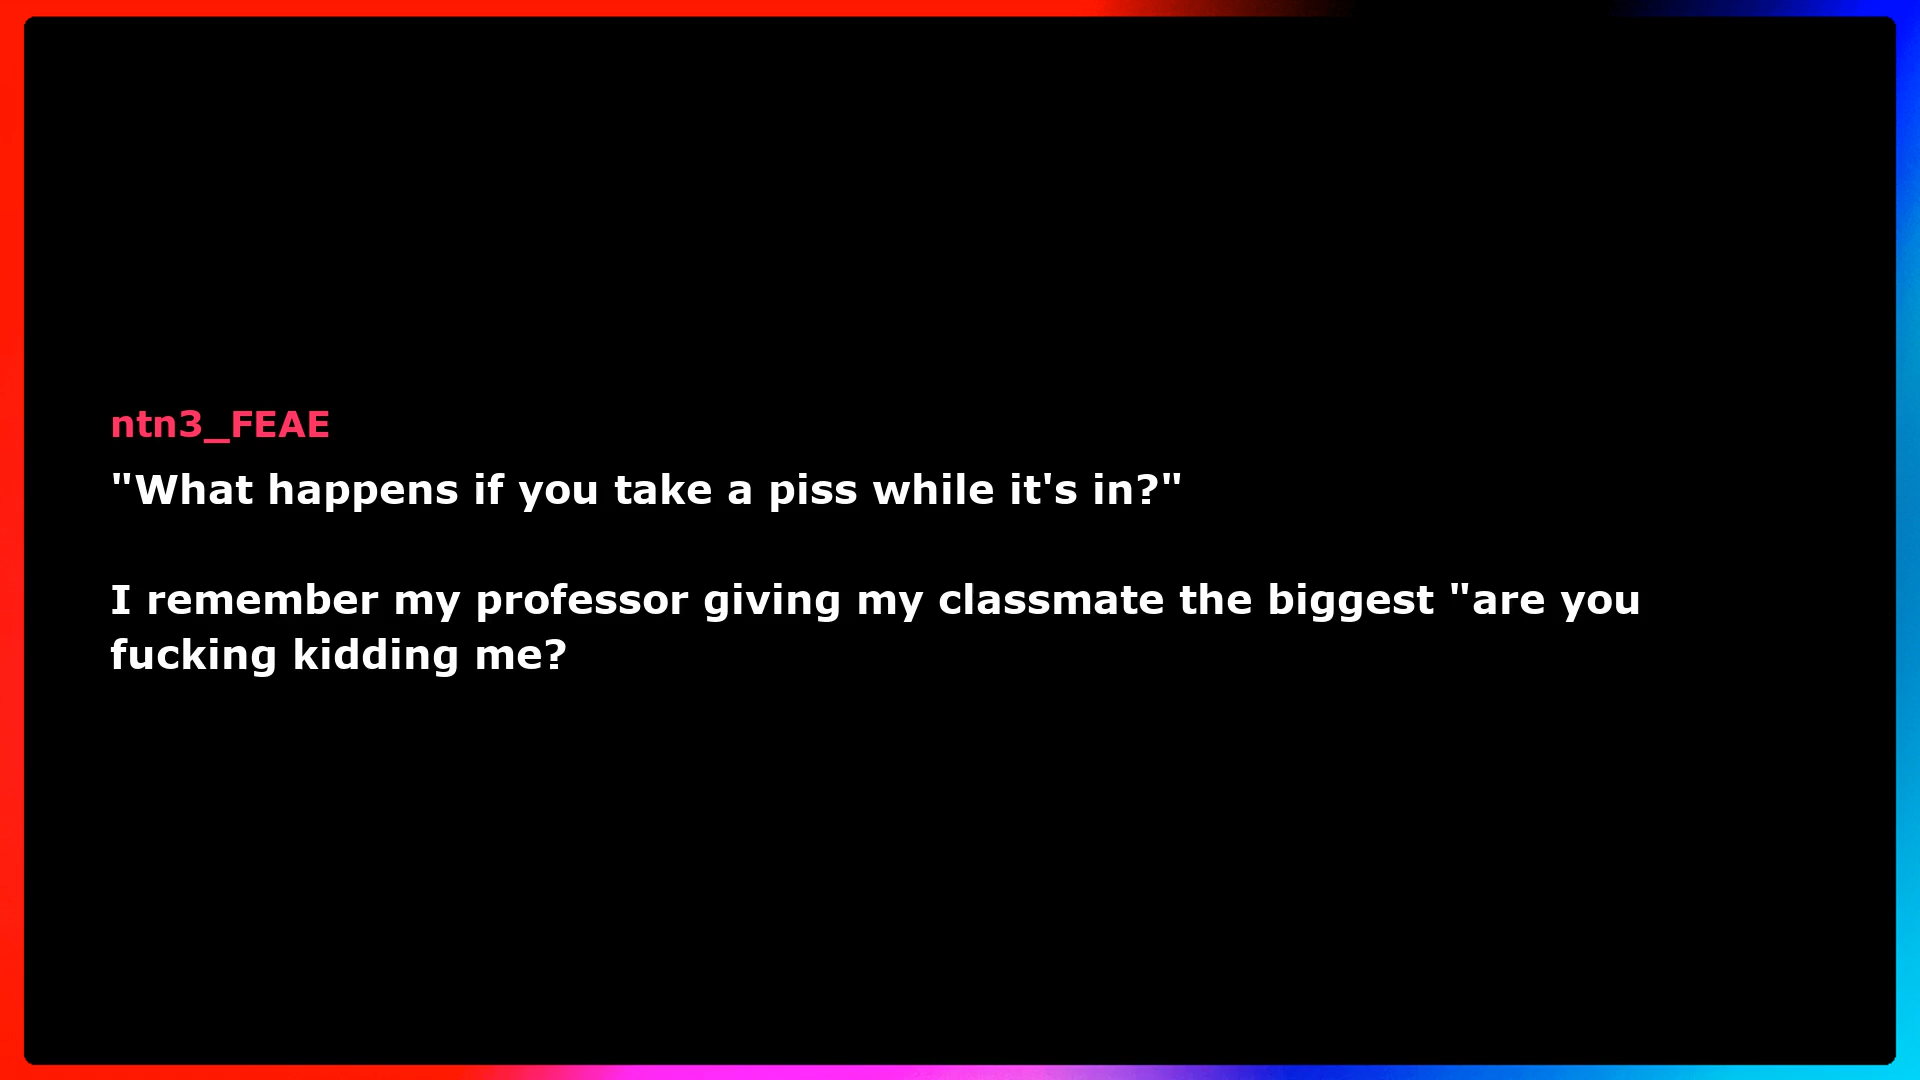 ntn3_FEAE
"What happens if you take a piss while it's in?"
I remember my professor giving my classmate the biggest "are you
fucking kidding me?